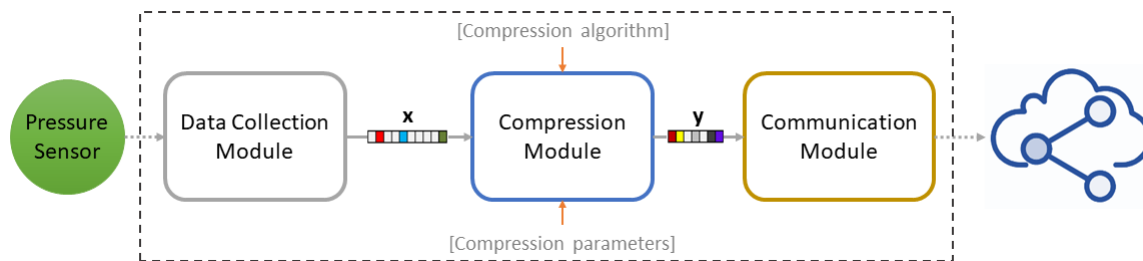 [Compression algorithm]
Pressure
Sensor
Data Collection
Module
x
Compression
Module
y
Communication
Module
[Compression parameters]